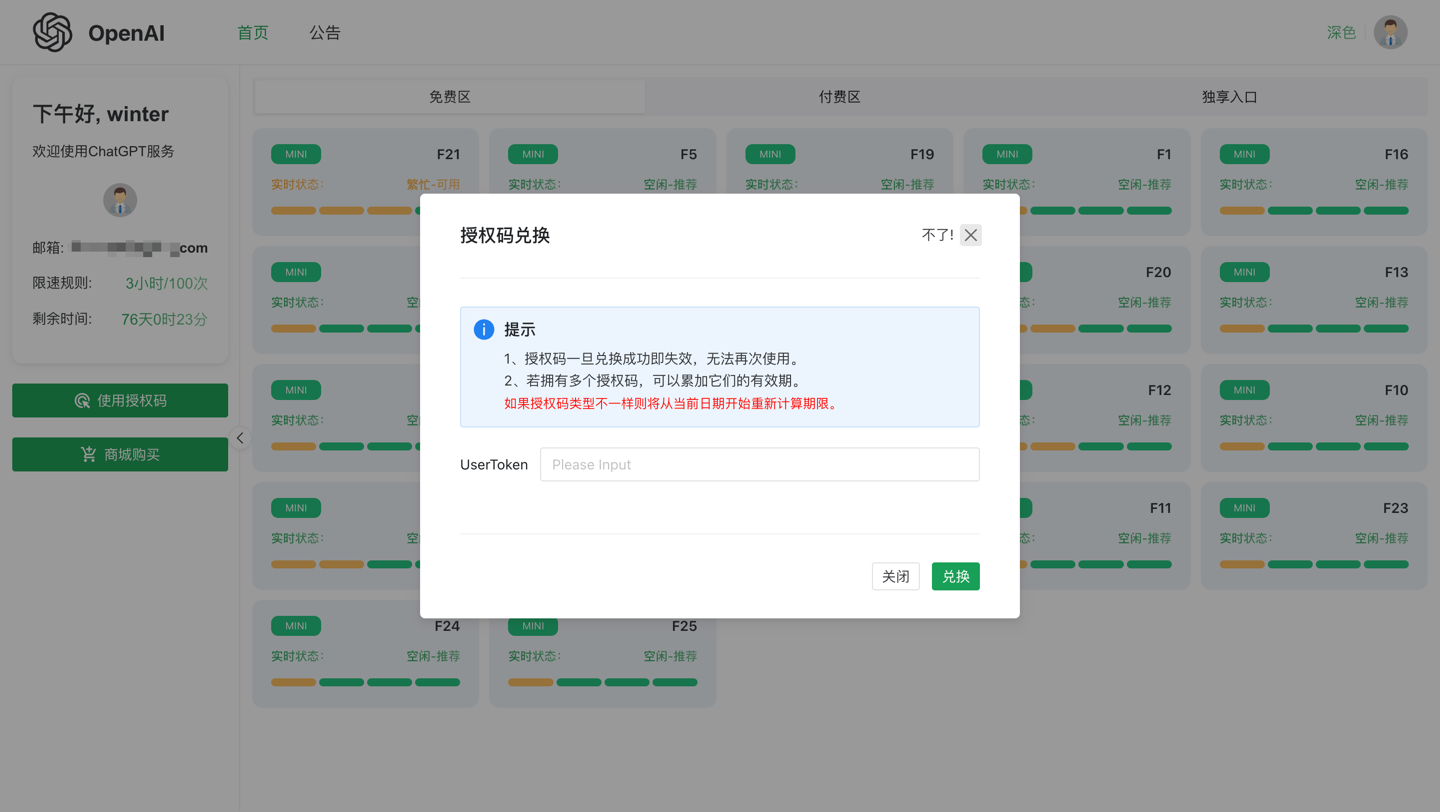 OpenAI
首页
公告
深色
下午好, winter
欢迎使用ChatGPT服务
邮箱: com
限速规则: 3小时/100次
剩余时间: 76天0时23分
使用授权码
商城购买
免费区 付费区 独享入口
MINI F21 MINI F5 MINI F19 MINI F1 MINI F16
实时状态: 繁忙-可用 实时状态: 空闲-推荐 实时状态: 空闲-推荐 实时状态: 空闲-推荐 实时状态: 空闲-推荐
授权码兑换
不了!
提示
1、授权码一旦兑换成功即失效，无法再次使用。
2、若拥有多个授权码，可以累加它们的有效期。
如果授权码类型不一样则将从当前日期开始重新计算期限。
UserToken Please Input
关闭 兑换
MINI F20 MINI F13
实时状态: 空 态: 空闲-推荐 实时状态: 空闲-推荐
MINI F12 MINI F10
实时状态: 空 态: 空闲-推荐 实时状态: 空闲-推荐
MINI F11 MINI F23
实时状态: 空 态: 空闲-推荐 实时状态: 空闲-推荐
MINI F24 MINI F25
实时状态: 空闲-推荐 实时状态: 空闲-推荐